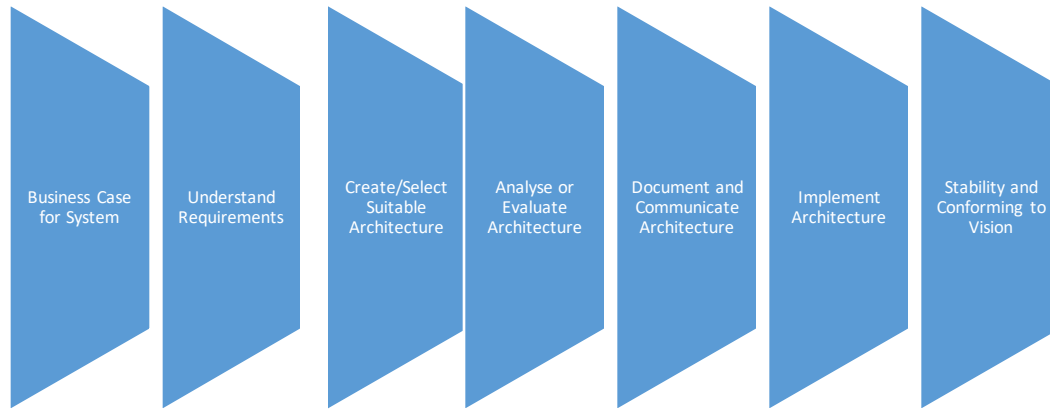 Business Case
for System
Understand
Requirements
Create/Select
Suitable
Architecture
Analyse or
Evaluate
Architecture
Document and
Communicate
Architecture
Implement
Architecture
Stability and
Conforming to
Vision